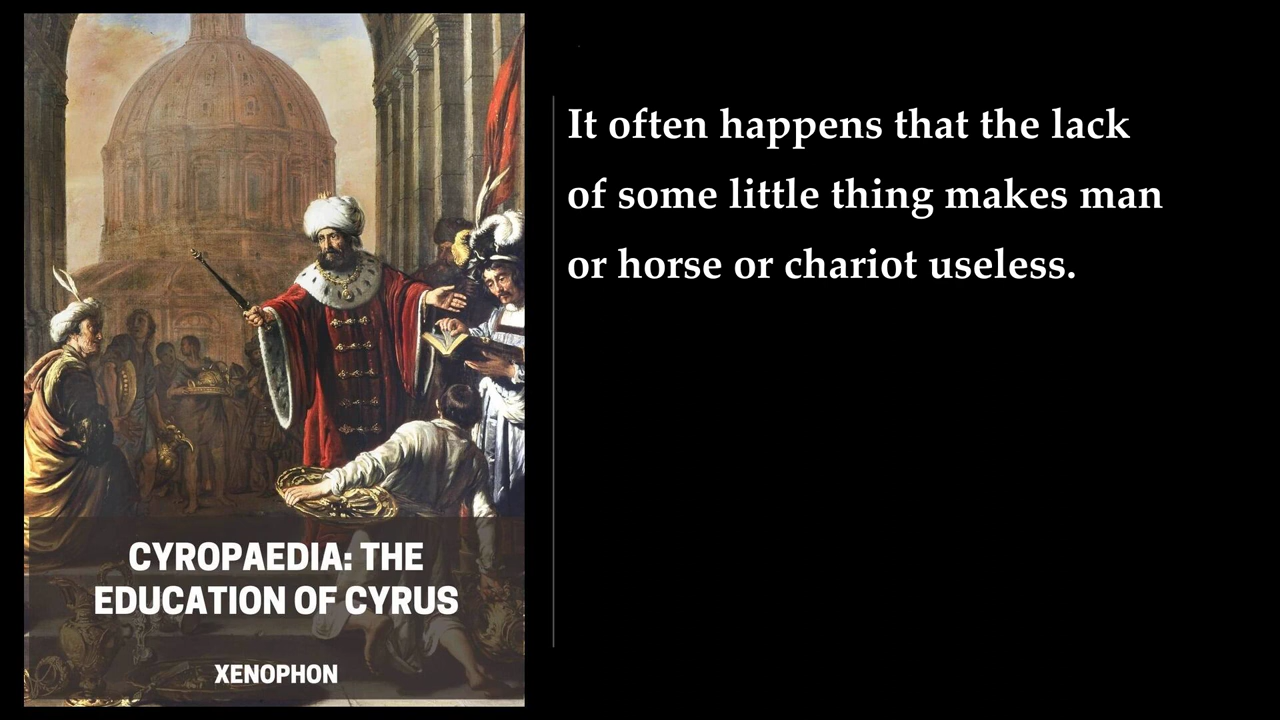 CYROPAEDIA: THE
EDUCATION OF CYRUS
XENOPHON
It often happens that the lack
of some little thing makes man
or horse or chariot useless.